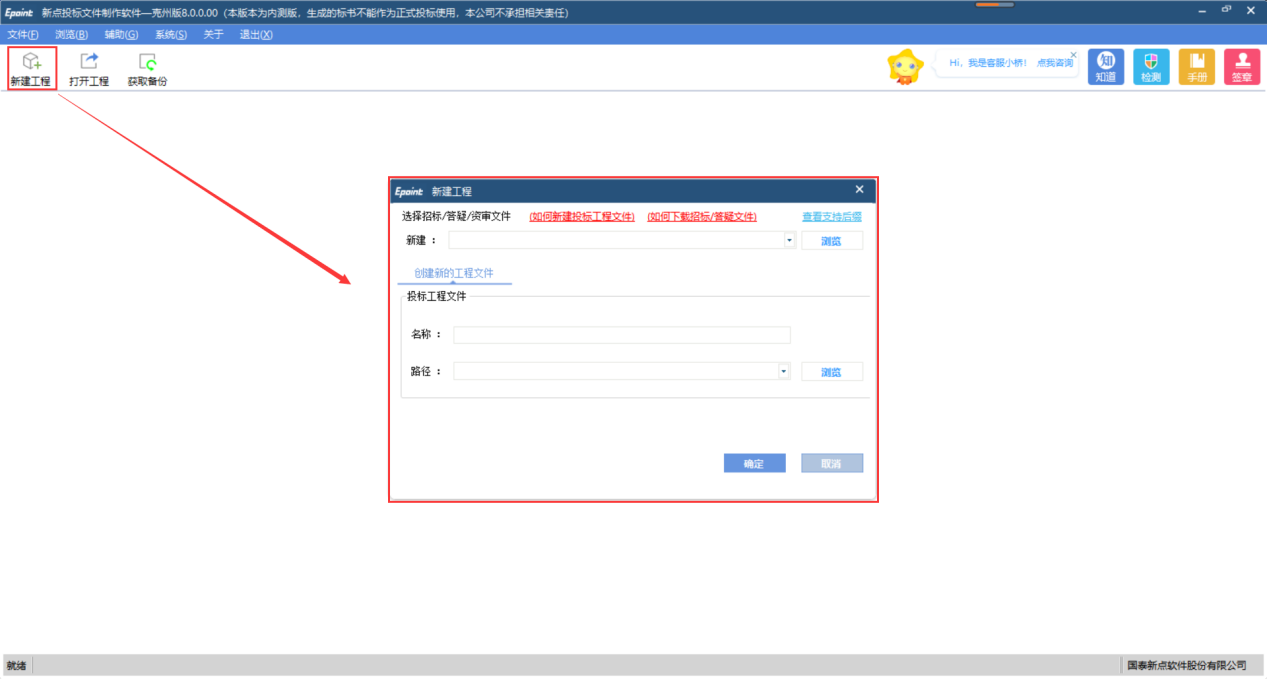 Epoint 新点投标文件制作软件—兖州版8.0.0.00（本版本为内测版，生成的标书不能作为正式投标使用，本公司不承担相关责任）
文件(F) 浏览(B) 辅助(G) 系统(S) 关于 退出(X)
新建工程 打开工程 获取备份
Hi，我是客服小桥！ 点我咨询
知
知道 检测 手册 签章
Epoint 新建工程
选择招标/答疑/资审文件 (如何新建投标工程文件) (如何下载招标/答疑文件) 查看支持后缀
新建： 浏览
创建新的工程文件
投标工程文件
名称：
路径： 浏览
确定 取消
就绪 国泰新点软件股份有限公司